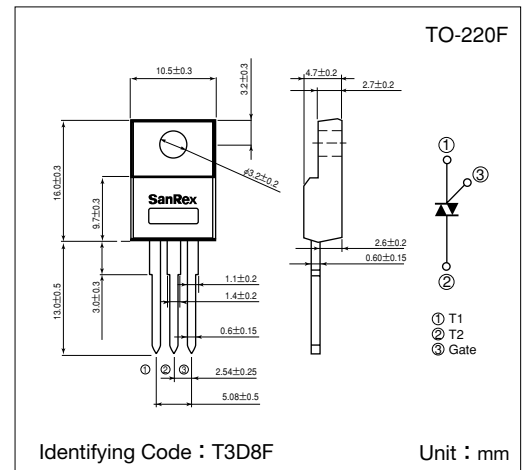 TO-220F
10.5±0.3
3.2±0.3
4.7±0.2
2.7±0.2
16.0±0.3
9.7±0.3
φ3.2±0.2
SanRex
①
③
②
13.0±0.5
3.0±0.3
1.1±0.2
1.4±0.2
0.6±0.15
2.6±0.2
0.60±0.15
① ② ③
2.54±0.25
5.08±0.5
① T1
② T2
③ Gate
Identifying Code：T3D8F
Unit：mm